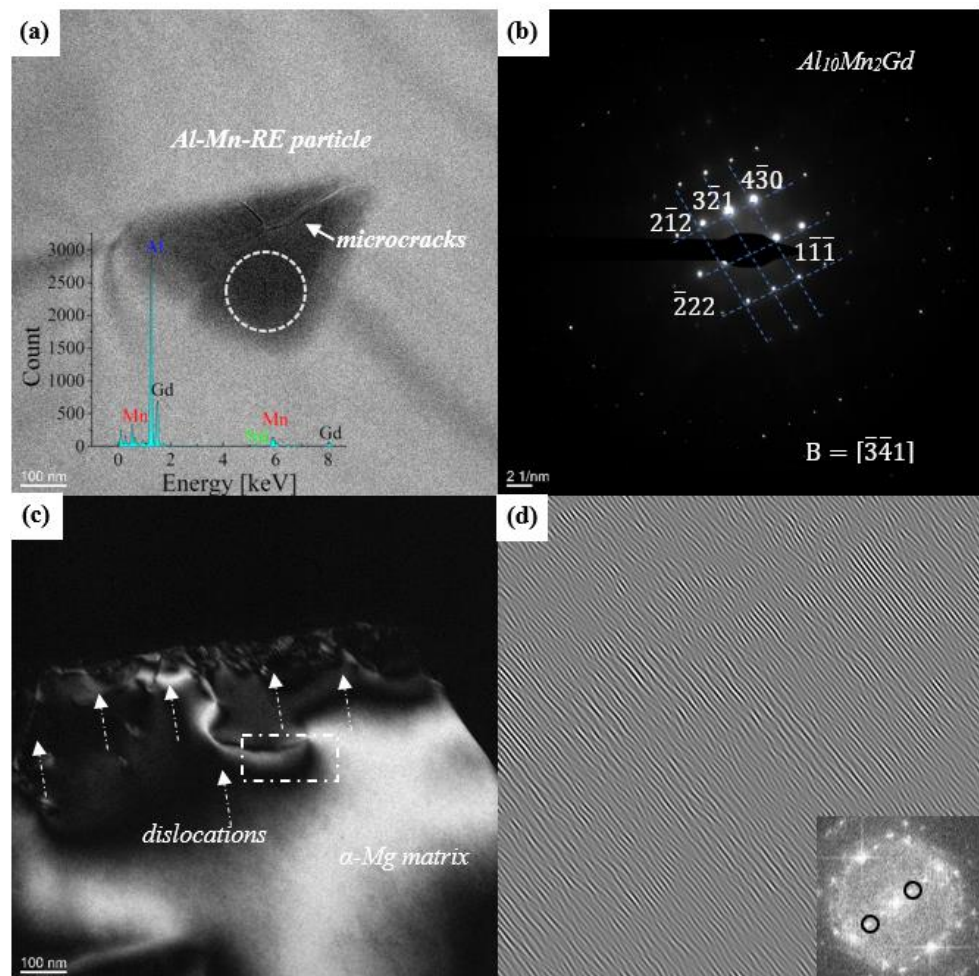 (a)
Al-Mn-RE particle
microcracks
3000
2500
2000
1500
1000
500
0
Count
Al
Gd
Mn
Mn
Gd
0 2 4 6 8
Energy [keV]
100 nm
(b)
Al₁₀Mn₂Gd
43̅0
32̅1
21̅2
11̅1̅
2̅22
B = [3̅4̅1]
2 1/nm
(c)
dislocations
α-Mg matrix
100 nm
(d)